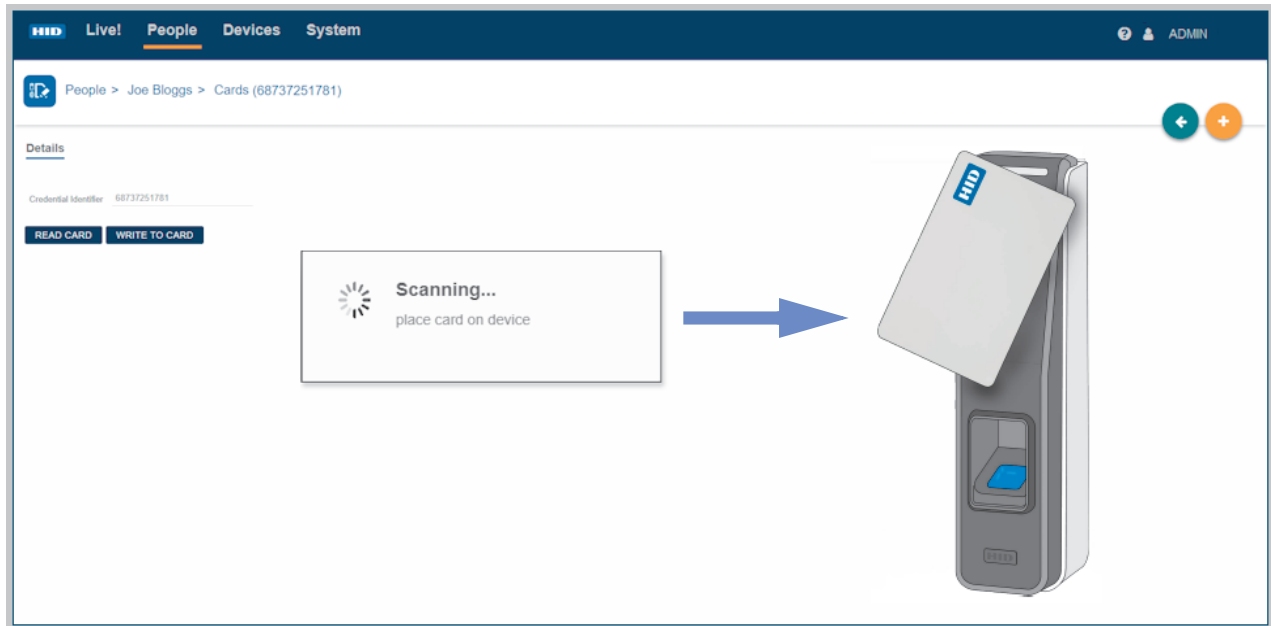 HID Live! People Devices System ? ADMIN
People > Joe Bloggs > Cards (68737251781)
Details
Credential Identifier 68737251781
READ CARD WRITE TO CARD
Scanning...
place card on device
HID